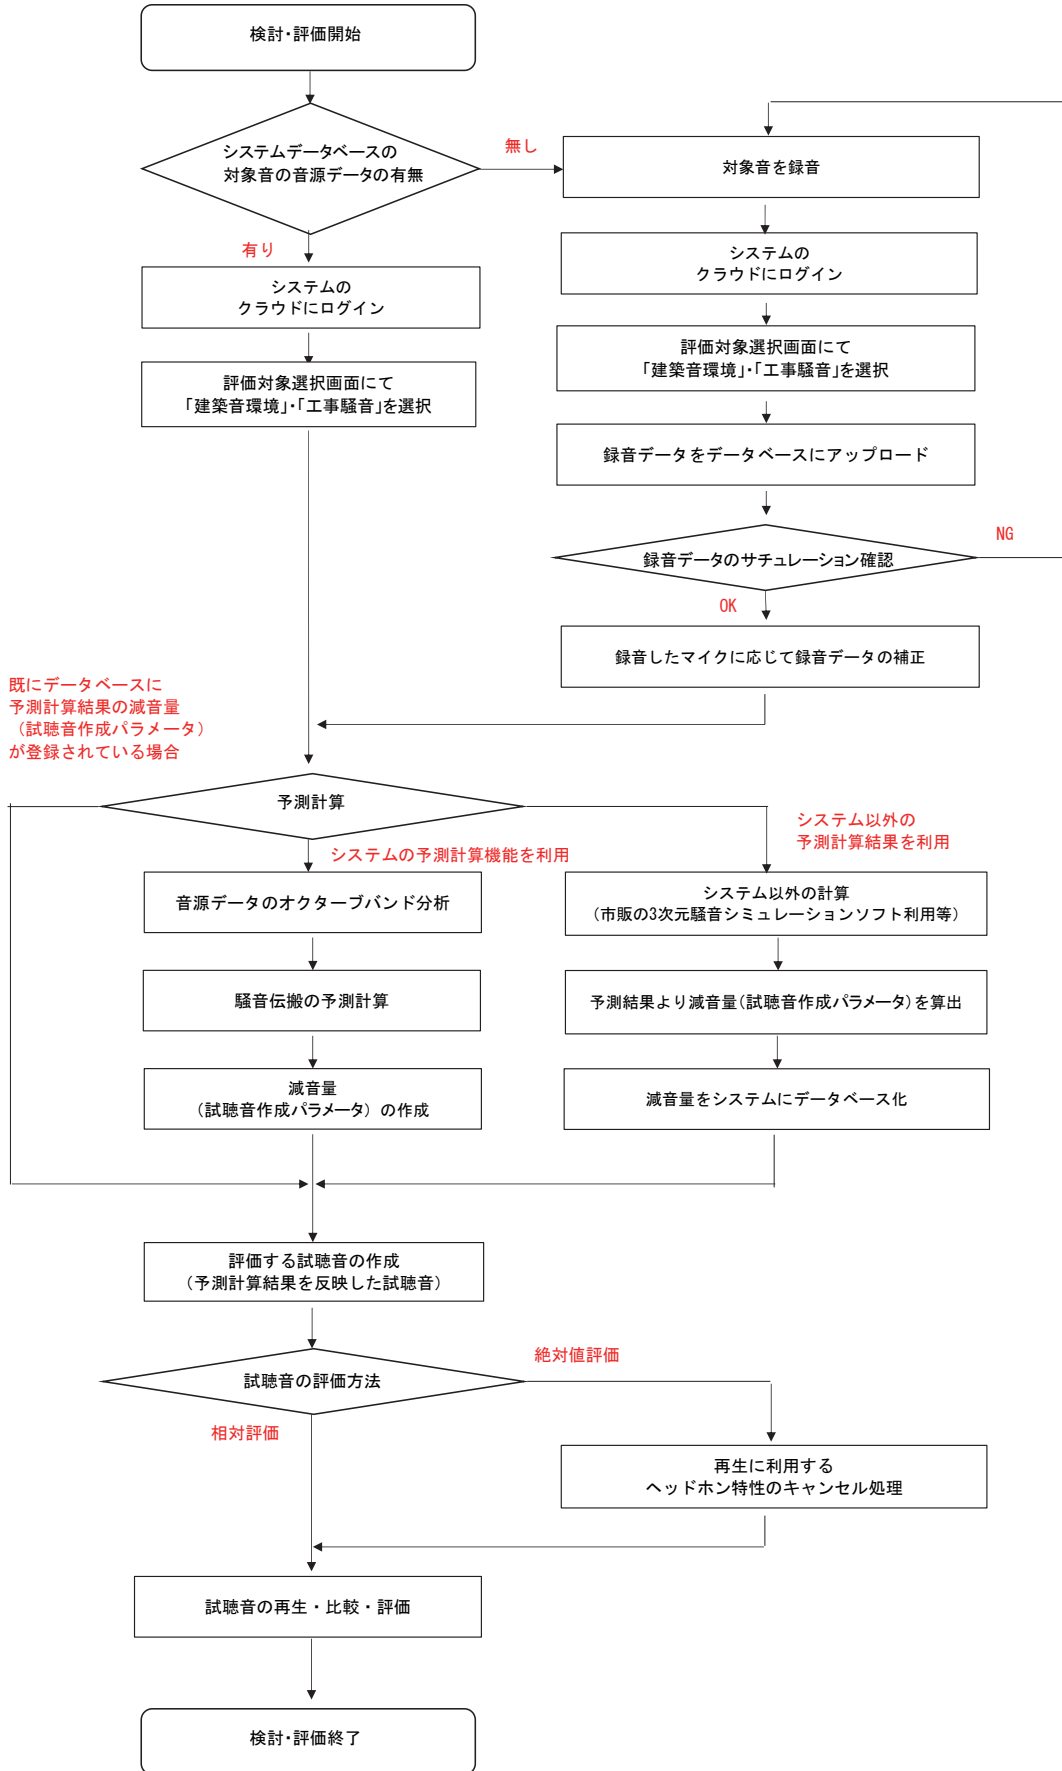 検討・評価開始
システムデータベースの
対象音の音源データの有無
無し
有り
システムの
クラウドにログイン
評価対象選択画面にて
「建築音環境」・「工事騒音」を選択
対象音を録音
システムの
クラウドにログイン
評価対象選択画面にて
「建築音環境」・「工事騒音」を選択
録音データをデータベースにアップロード
録音データのサチュレーション確認
NG
OK
録音したマイクに応じて録音データの補正
既にデータベースに
予測計算結果の減音量
（試聴音作成パラメータ）
が登録されている場合
予測計算
システムの予測計算機能を利用
システム以外の
予測計算結果を利用
音源データのオクターブバンド分析
騒音伝搬の予測計算
減音量
（試聴音作成パラメータ）の作成
システム以外の計算
（市販の3次元騒音シミュレーションソフト利用等）
予測結果より減音量（試聴音作成パラメータ）を算出
減音量をシステムにデータベース化
評価する試聴音の作成
（予測計算結果を反映した試聴音）
試聴音の評価方法
絶対値評価
相対評価
再生に利用する
ヘッドホン特性のキャンセル処理
試聴音の再生・比較・評価
検討・評価終了